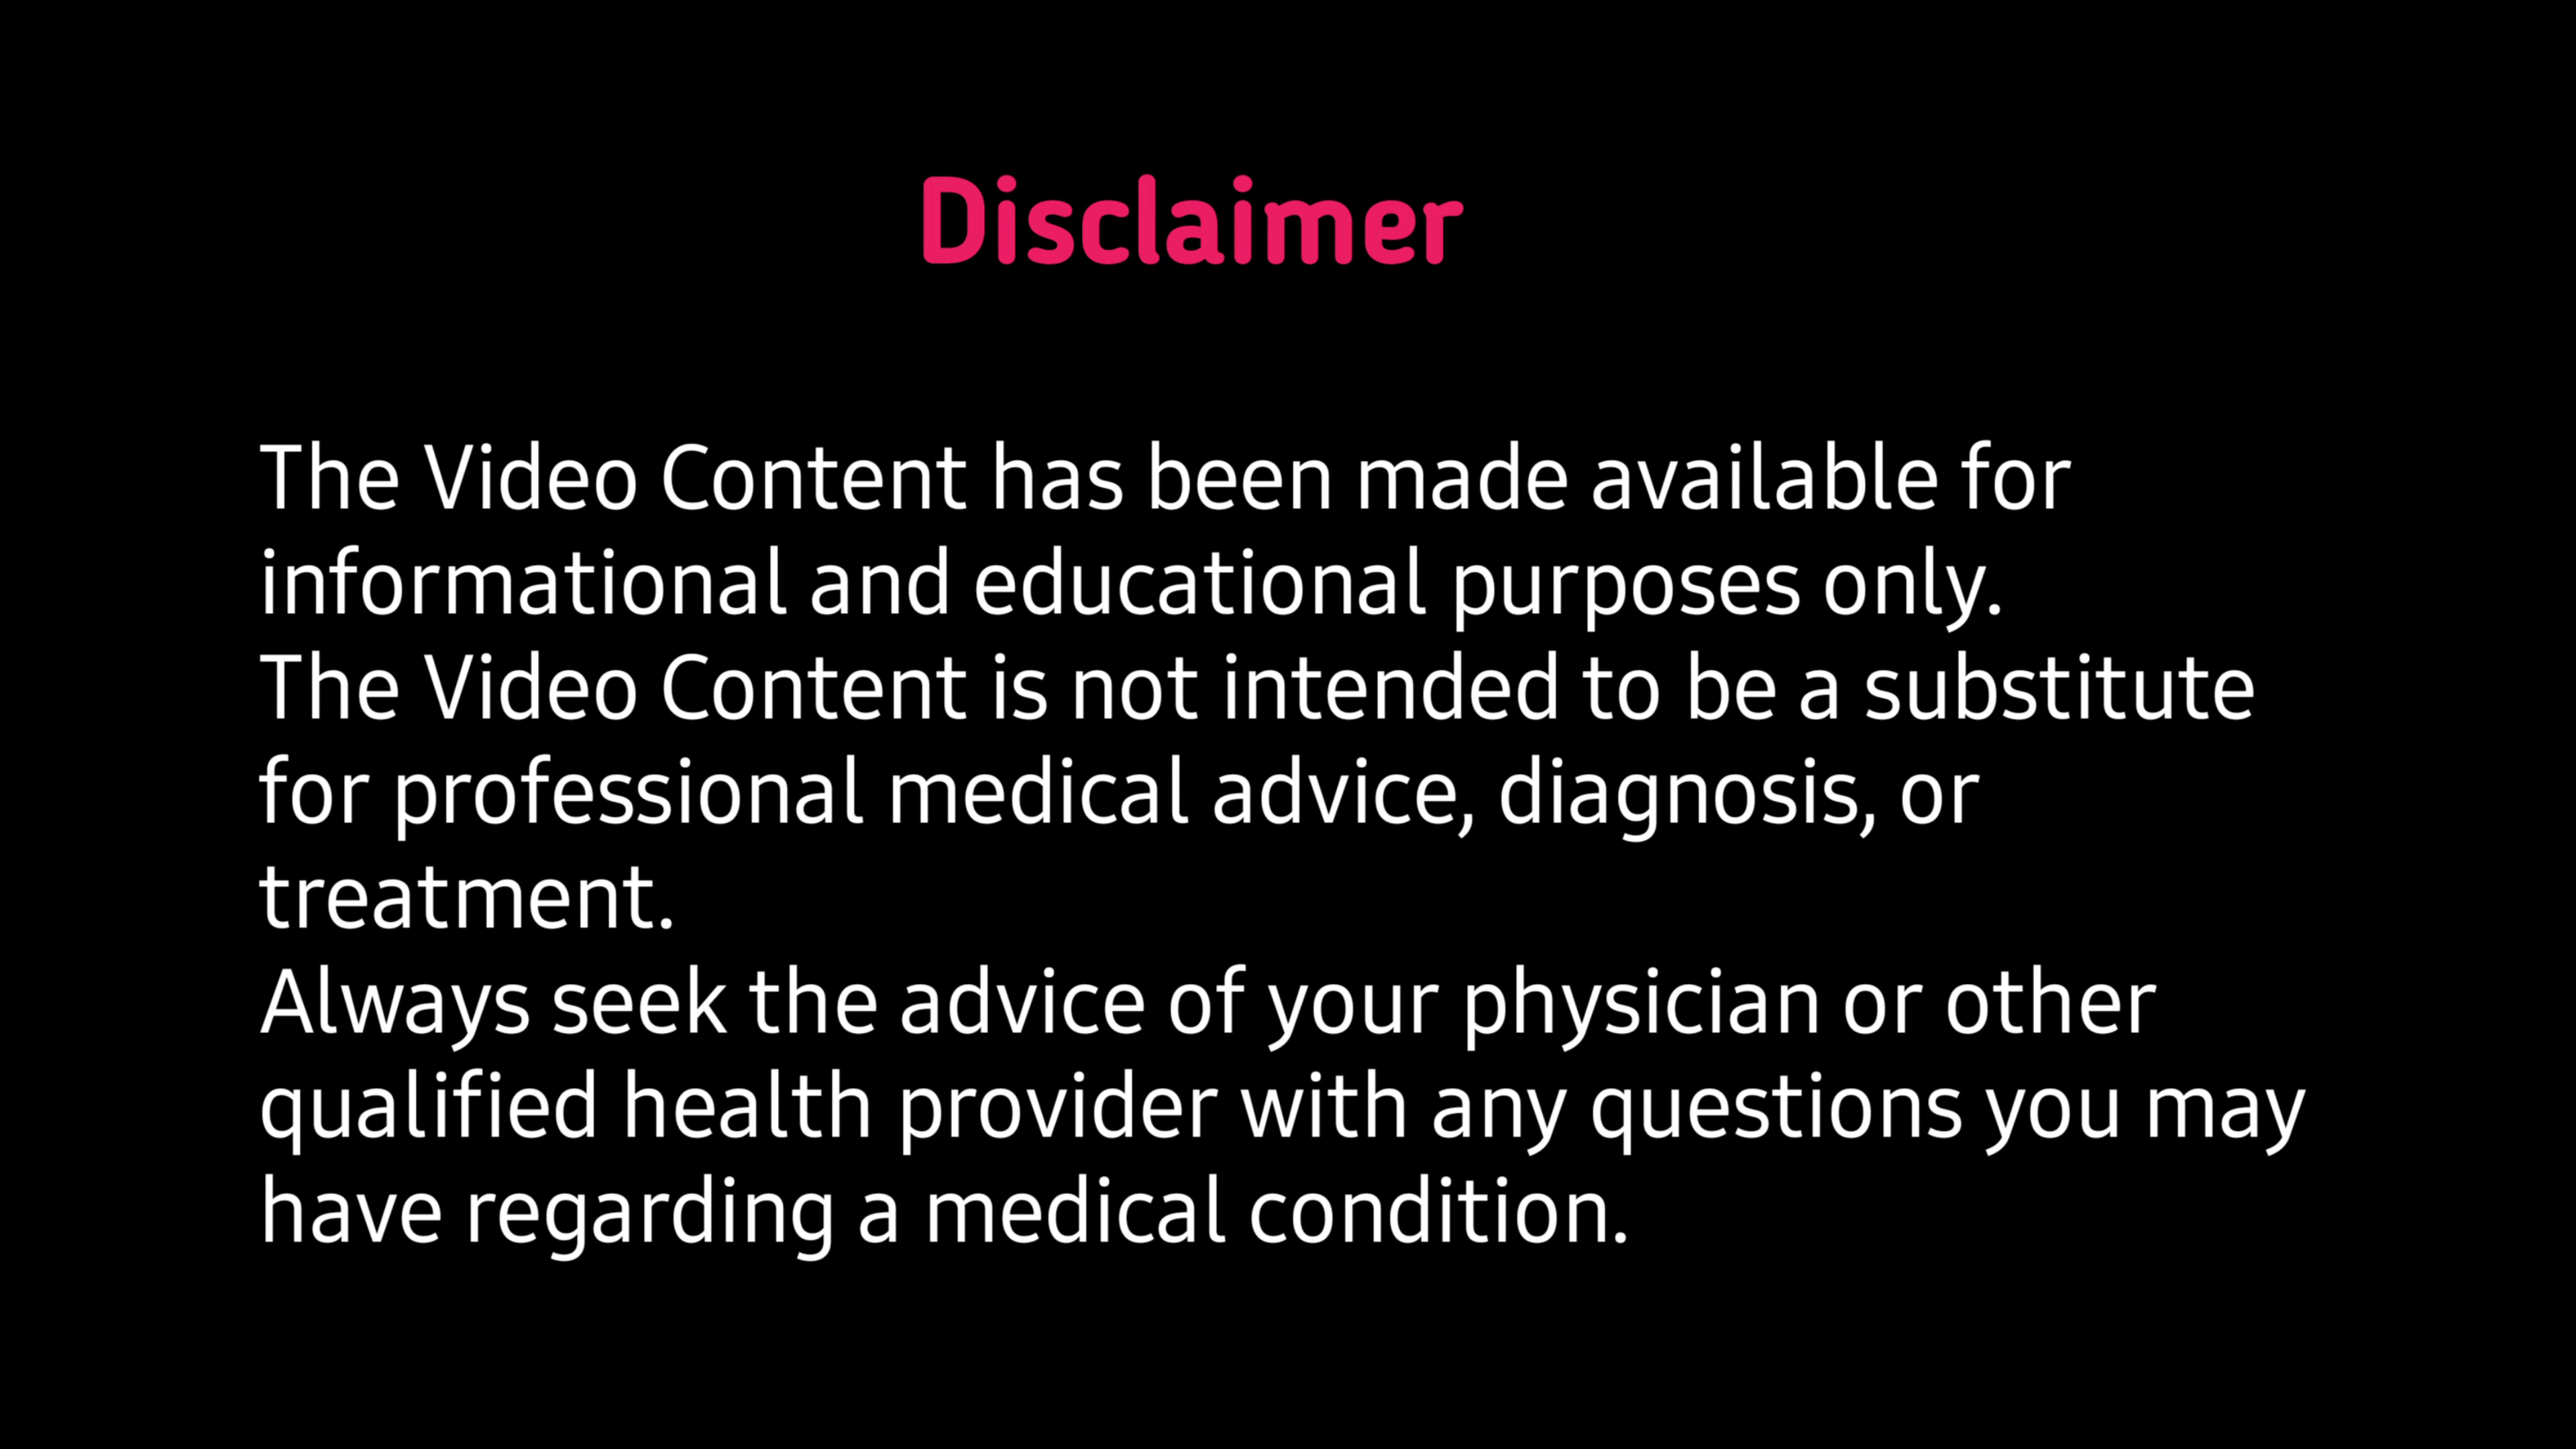 Disclaimer
The Video Content has been made available for
informational and educational purposes only.
The Video Content is not intended to be a substitute
for professional medical advice, diagnosis, or
treatment.
Always seek the advice of your physician or other
qualified health provider with any questions you may
have regarding a medical condition.